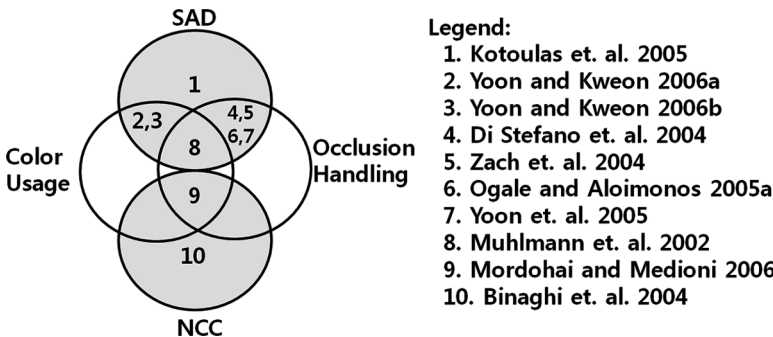 SAD
1
2,3
4,5
6,7
8
Color
Usage
Occlusion
Handling
9
10
NCC
Legend:
1. Kotoulas et. al. 2005
2. Yoon and Kweon 2006a
3. Yoon and Kweon 2006b
4. Di Stefano et. al. 2004
5. Zach et. al. 2004
6. Ogale and Aloimonos 2005a
7. Yoon et. al. 2005
8. Muhlmann et. al. 2002
9. Mordohai and Medioni 2006
10. Binaghi et. al. 2004